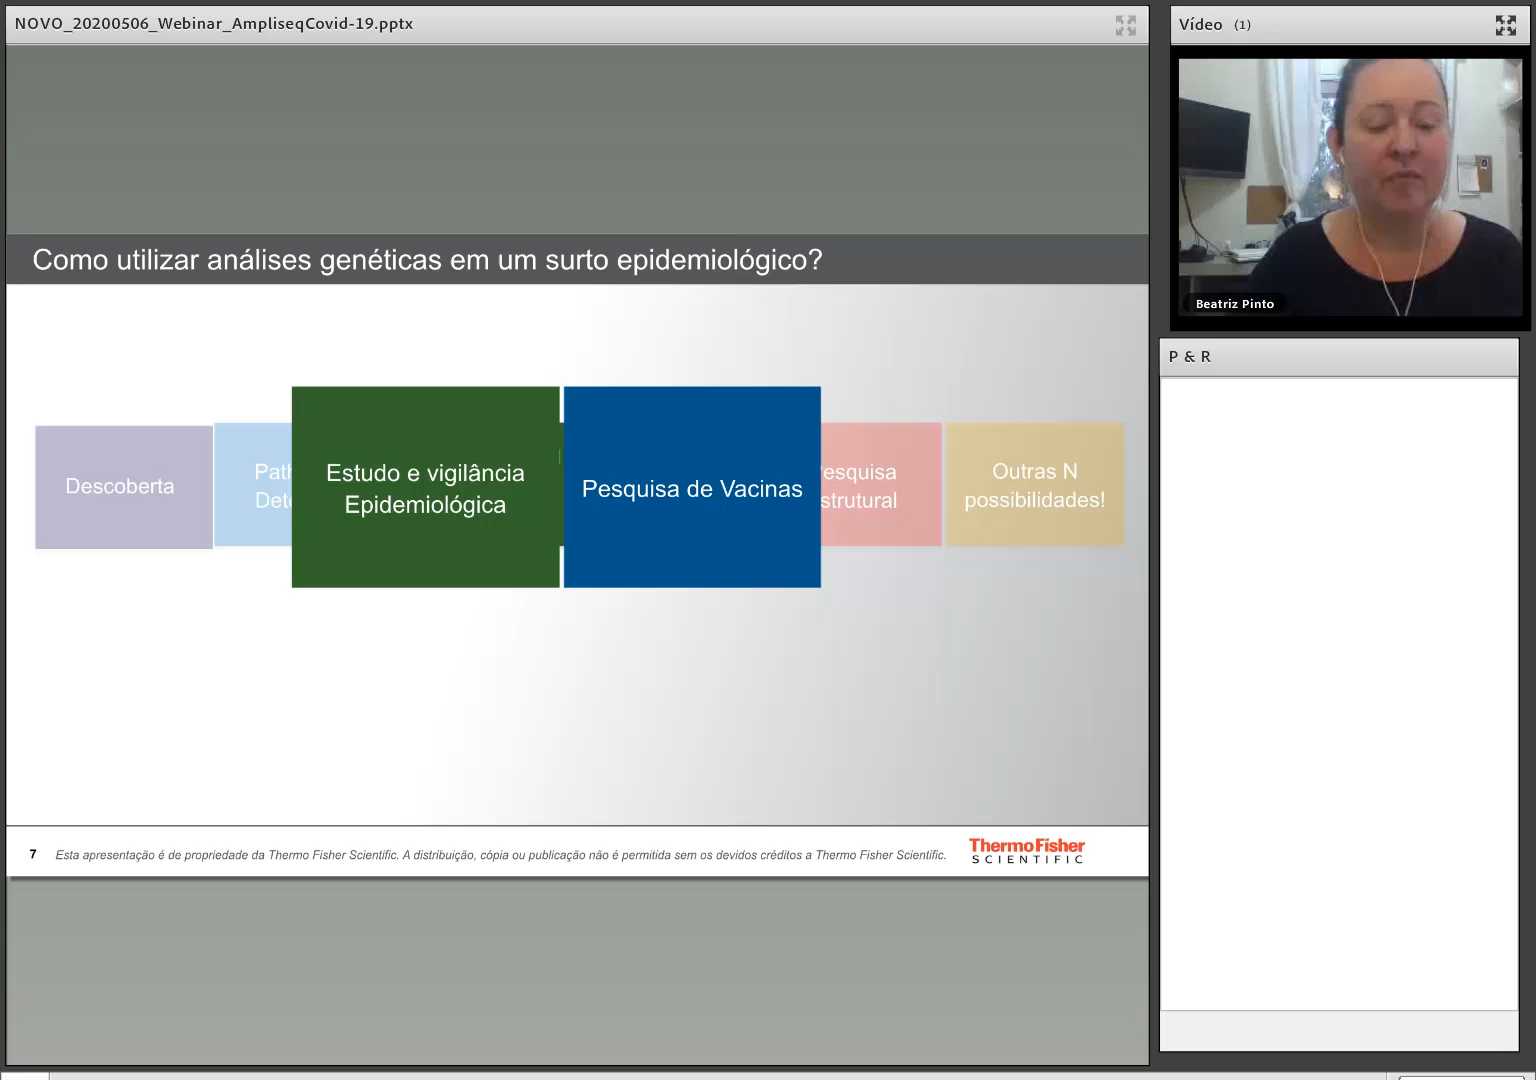 NOVO_20200506_Webinar_AmpliseqCovid-19.pptx
Vídeo (1)
Beatriz Pinto
P & R
Como utilizar análises genéticas em um surto epidemiológico?
Descoberta
Estudo e vigilância
Epidemiológica
Pesquisa de Vacinas
Outras N
possibilidades!
7
Esta apresentação é de propriedade da Thermo Fisher Scientific. A distribuição, cópia ou publicação não é permitida sem os devidos créditos a Thermo Fisher Scientific.
ThermoFisher
SCIENTIFIC